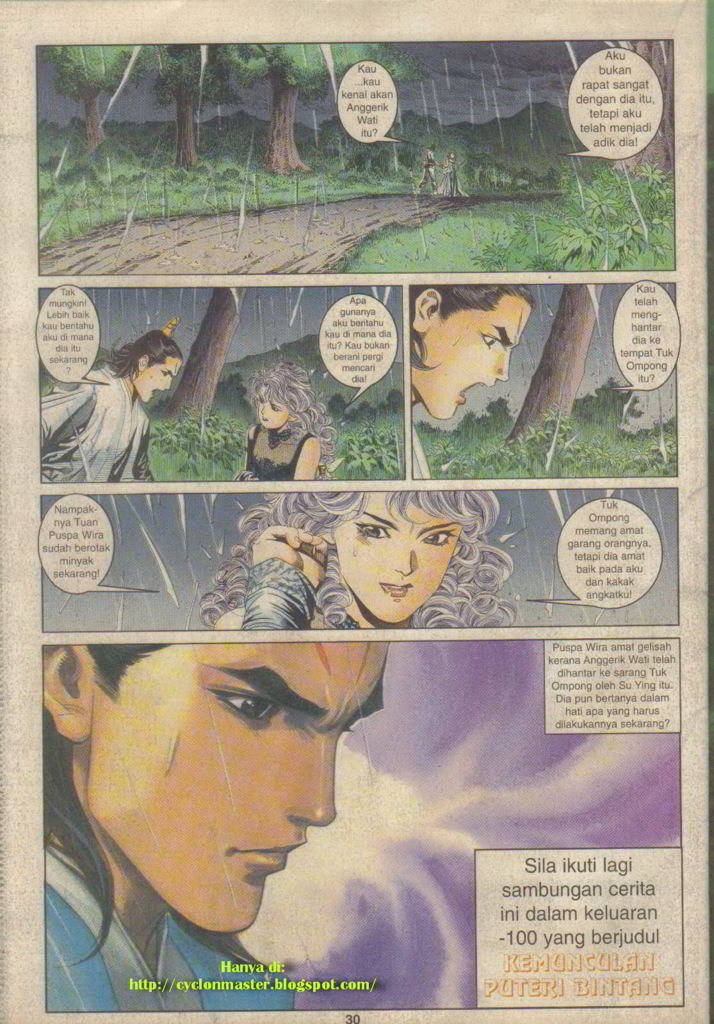 Kau
...kau
kenal akan
Anggerik
Wati
itu?
Aku
bukan
rapat sangat
dengan dia itu,
tetapi aku
telah menjadi
adik dia!
Tak
mungkin!
Lebih baik
kau beritahu
aku di mana
dia itu
sekarang
?
Apa
gunanya
aku beritahu
kau di mana dia
itu? Kau bukan
berani pergi
mencari
dia!
Kau
telah
meng-
hantar
dia ke
tempat Tuk
Ompong
itu?
Nampak-
nya Tuan
Puspa Wira
sudah berotak
minyak
sekarang!
Tuk
Ompong
memang amat
garang orangnya,
tetapi dia amat
baik pada aku
dan kakak
angkatku!
Puspa Wira amat gelisah
kerana Anggerik Wati telah
dihantar ke sarang Tuk
Ompong oleh Su Ying itu.
Dia pun bertanya dalam
hati apa yang harus
dilakukannya sekarang?
Sila ikuti lagi
sambungan cerita
ini dalam keluaran
-100 yang berjudul
KEMUNCULAN
PUTERI BINTANG
Hanya di:
http://cyclonmaster.blogspot.com/
30